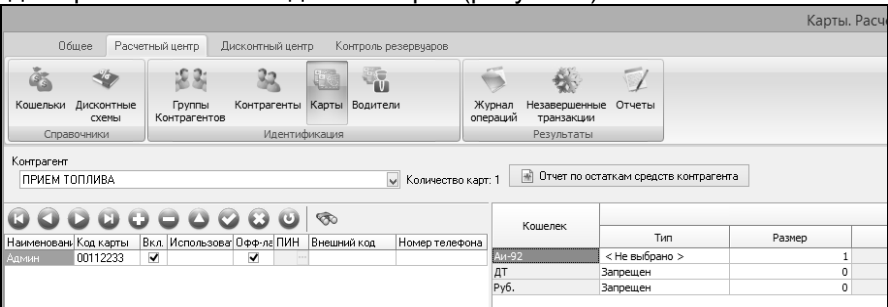 Карты. Расч
Общее Расчетный центр Дисконтный центр Контроль резервуаров
Кошельки Дисконтные схемы Группы Контрагентов Контрагенты Карты Водители Журнал операций Незавершенные транзакции Отчеты
Справочники Идентификация Результаты
Контрагент
ПРИЕМ ТОПЛИВА Количество карт: 1 Отчет по остаткам средств контрагента
Кошелек Тип Размер
Наименовани Код карты Вкл. Использоват Офф-ла ПИН Внешний код Номер телефона
Админ 00112233
Аи-92 < Не выбрано > 1
ДТ Запрещен 0
Руб. Запрещен 0